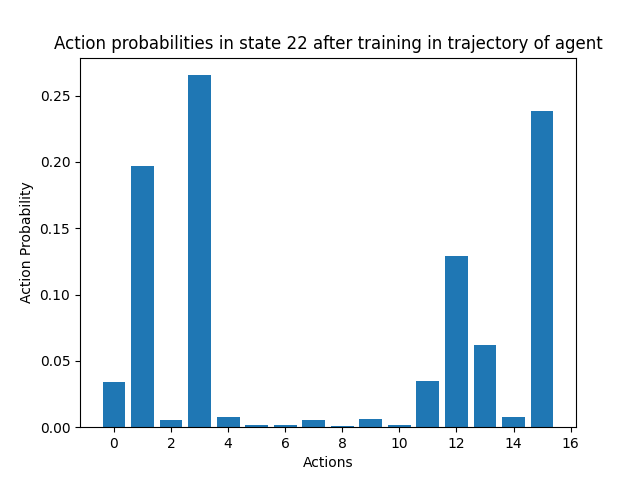 Action probabilities in state 22 after training in trajectory of agent
0.25
0.20
0.15
0.10
0.05
0.00
Action Probability
0 2 4 6 8 10 12 14 16
Actions